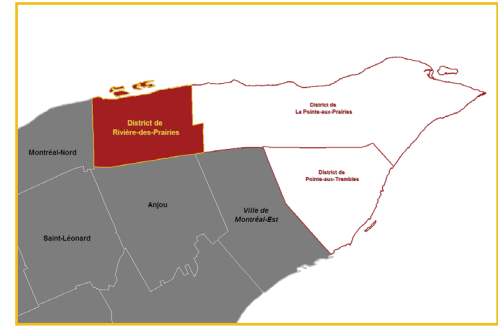 District de
La Pointe-aux-Prairies
District de
Rivière-des-Prairies
Montréal-Nord
District de
Pointe-aux-Trembles
Anjou
Ville de
Montréal-Est
Saint-Léonard